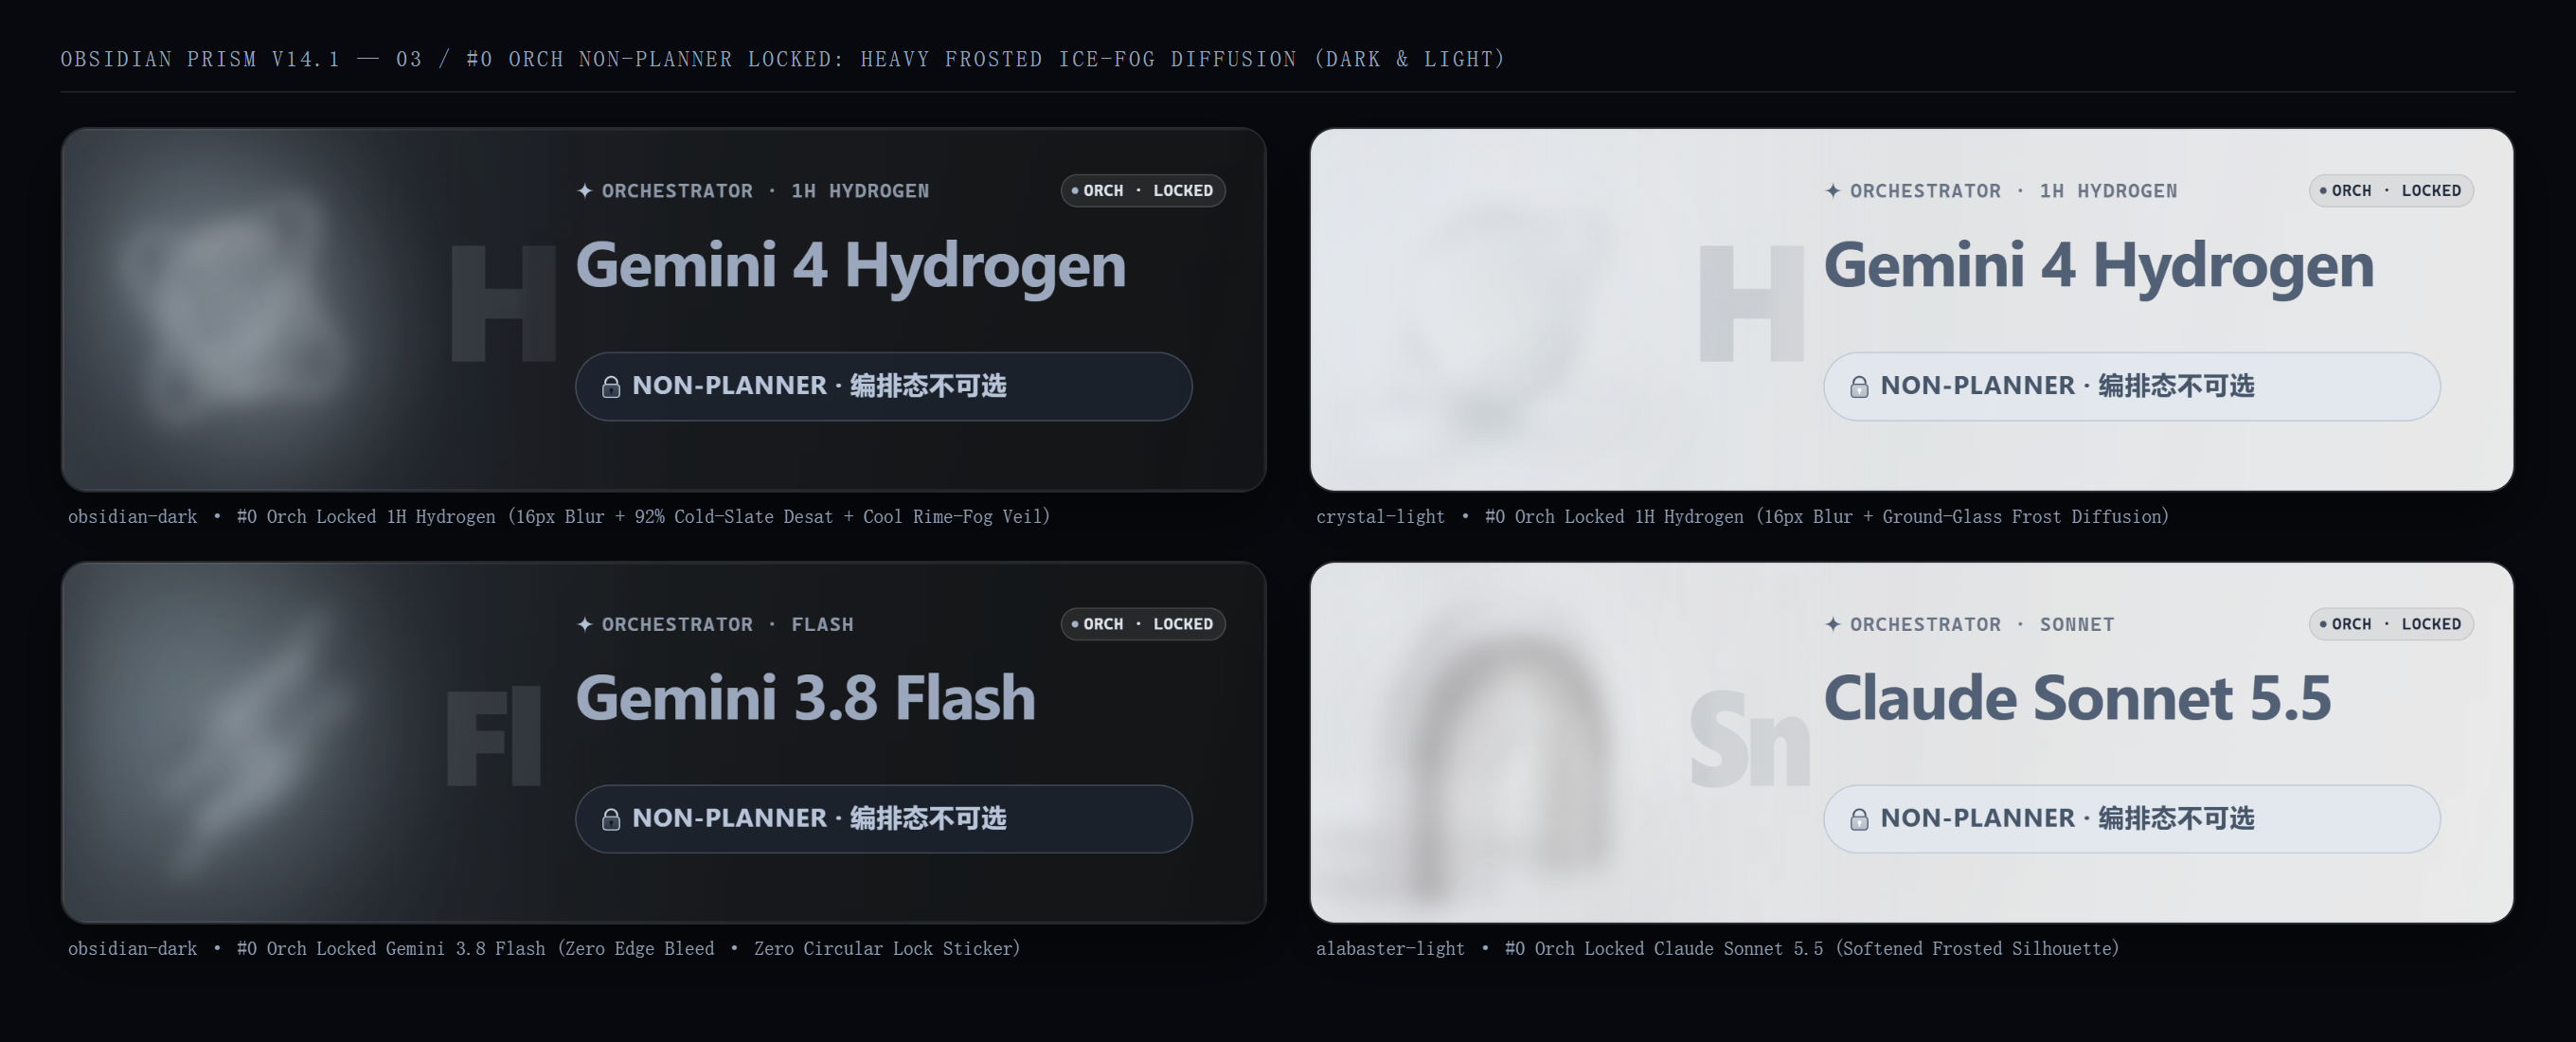 OBSIDIAN PRISM V14.1 — 03 / #0 ORCH NON-PLANNER LOCKED: HEAVY FROSTED ICE-FOG DIFFUSION (DARK & LIGHT)
✦ ORCHESTRATOR · 1H HYDROGEN
ORCH · LOCKED
H
Gemini 4 Hydrogen
NON-PLANNER · 编排态不可选
obsidian-dark • #0 Orch Locked 1H Hydrogen (16px Blur + 92% Cold-Slate Desat + Cool Rime-Fog Veil)
✦ ORCHESTRATOR · 1H HYDROGEN
ORCH · LOCKED
H
Gemini 4 Hydrogen
NON-PLANNER · 编排态不可选
crystal-light • #0 Orch Locked 1H Hydrogen (16px Blur + Ground-Glass Frost Diffusion)
✦ ORCHESTRATOR · FLASH
ORCH · LOCKED
Fl
Gemini 3.8 Flash
NON-PLANNER · 编排态不可选
obsidian-dark • #0 Orch Locked Gemini 3.8 Flash (Zero Edge Bleed • Zero Circular Lock Sticker)
✦ ORCHESTRATOR · SONNET
ORCH · LOCKED
Sn
Claude Sonnet 5.5
NON-PLANNER · 编排态不可选
alabaster-light • #0 Orch Locked Claude Sonnet 5.5 (Softened Frosted Silhouette)